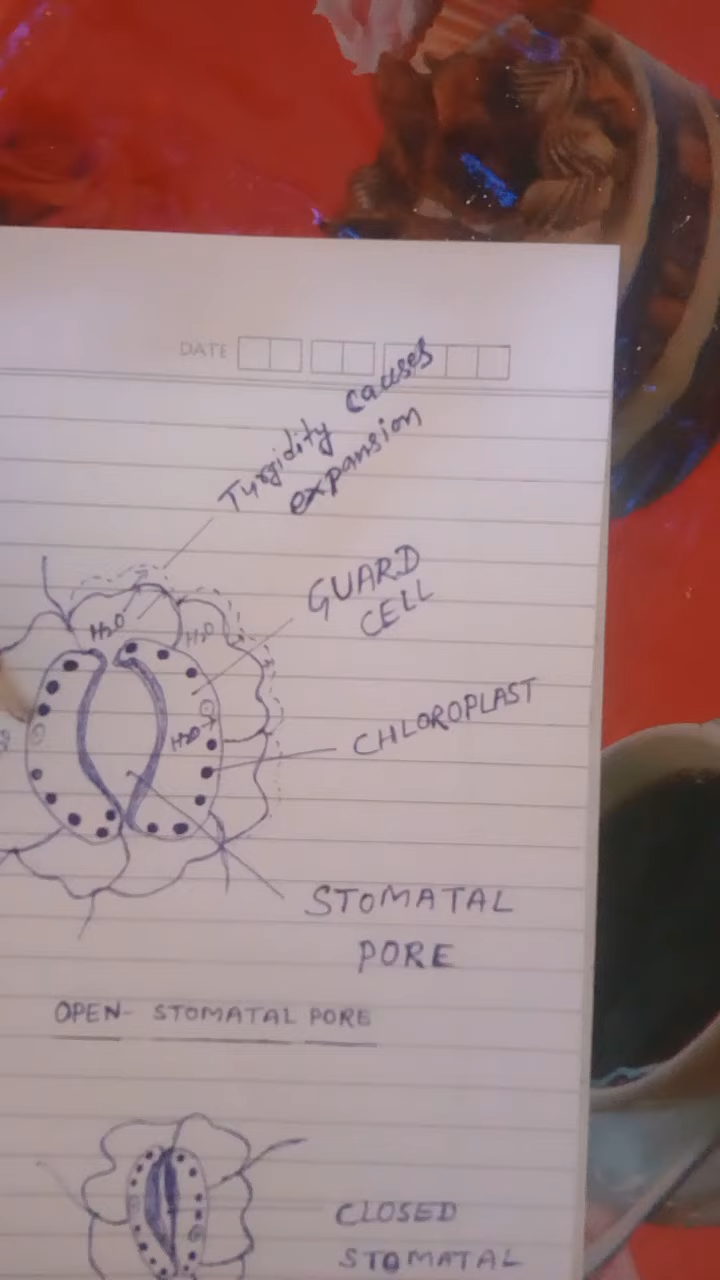 DATE
Turgidity causes
expansion
GUARD
CELL
H2O
H2O
H2O
CHLOROPLAST
STOMATAL
PORE
OPEN- STOMATAL PORE
CLOSED
STOMATAL